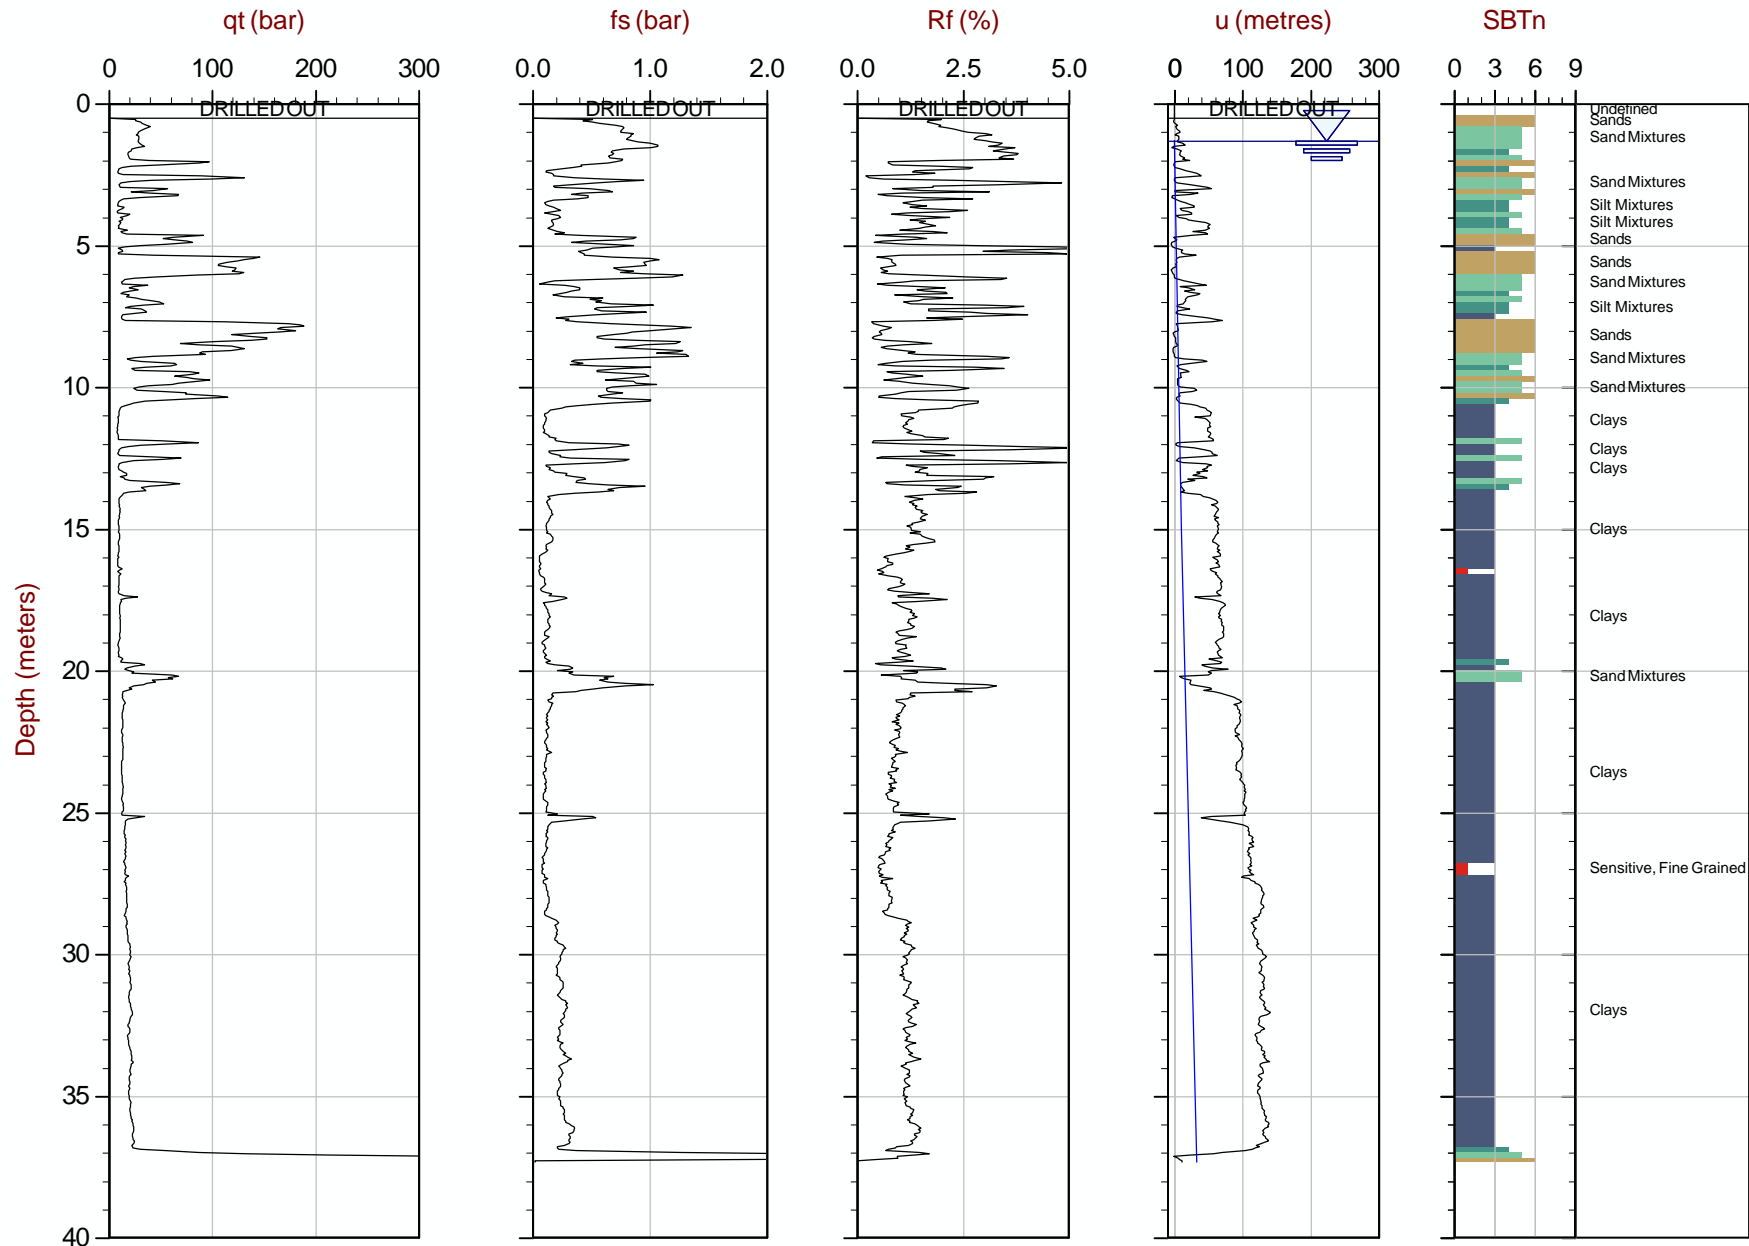 qt (bar) fs (bar) Rf (%) u (metres) SBTn
0 100 200 300 0.0 1.0 2.0 0.0 2.5 5.0 0 100 200 300 0 3 6 9
0 DRILLED OUT DRILLED OUT DRILLED OUT DRILLED OUT Undefined
Sands
Sand Mixtures
Sand Mixtures
Silt Mixtures
Silt Mixtures
Sands
5
Sands
Sand Mixtures
Silt Mixtures
Sands
Sand Mixtures
10 Sand Mixtures
Clays
Clays
Clays
15 Clays
Clays
20 Sand Mixtures
Depth (meters)
Clays
25
Sensitive, Fine Grained
30
Clays
35
40